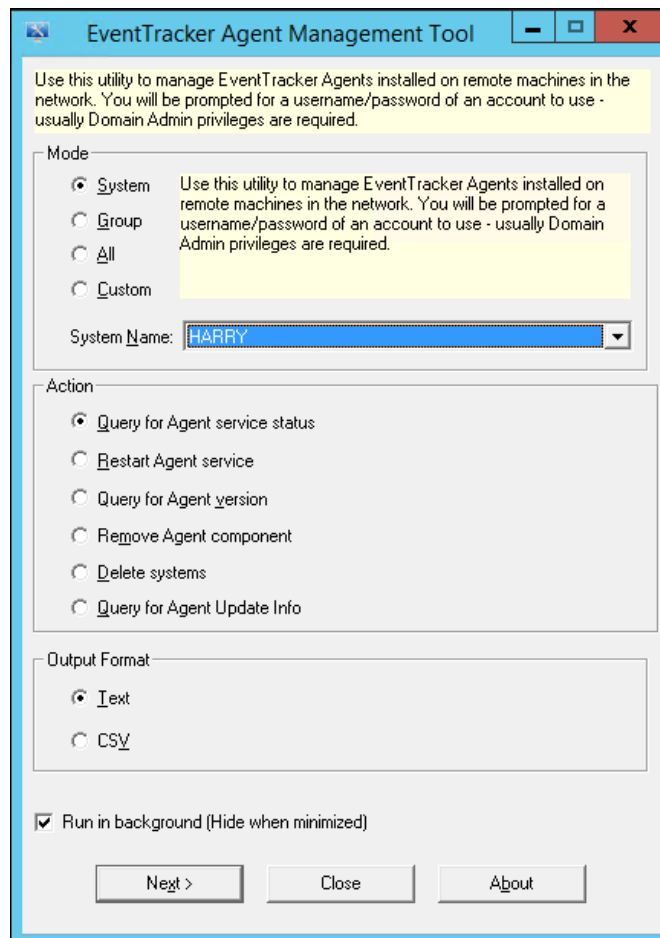 EventTracker Agent Management Tool
Use this utility to manage EventTracker Agents installed on remote machines in the
network. You will be prompted for a username/password of an account to use -
usually Domain Admin privileges are required.
Mode
System
Use this utility to manage EventTracker Agents installed on
remote machines in the network. You will be prompted for a
username/password of an account to use - usually Domain
Admin privileges are required.
Group
All
Custom
System Name: HARRY
Action
Query for Agent service status
Restart Agent service
Query for Agent version
Remove Agent component
Delete systems
Query for Agent Update Info
Output Format
Text
CSV
Run in background (Hide when minimized)
Next > Close About